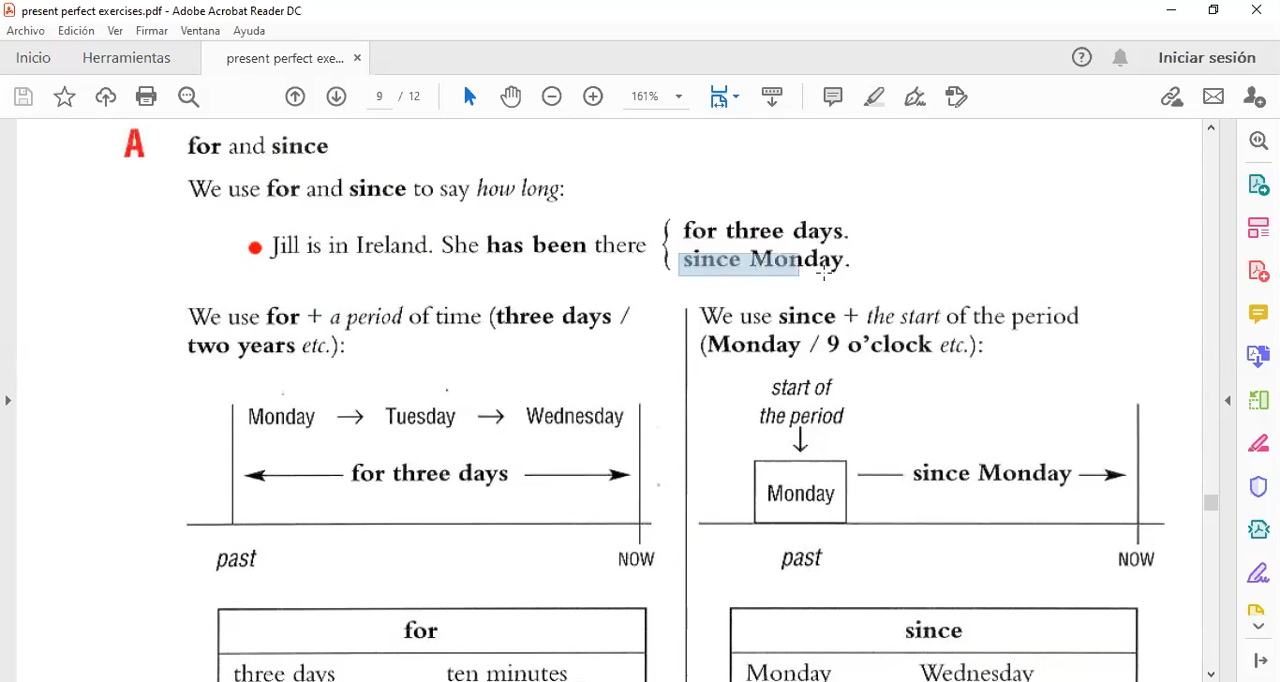 present perfect exercises.pdf - Adobe Acrobat Reader DC
Archivo Edición Ver Firmar Ventana Ayuda
Inicio Herramientas present perfect exe... × Iniciar sesión
9 / 12 161%
A for and since
We use for and since to say how long:
Jill is in Ireland. She has been there
for three days.
since Monday.
We use for + a period of time (three days /
two years etc.):
Monday → Tuesday → Wednesday
for three days
past NOW
for
three days ten minutes
We use since + the start of the period
(Monday / 9 o'clock etc.):
start of
the period
Monday
since Monday
past NOW
since
Monday Wednesday